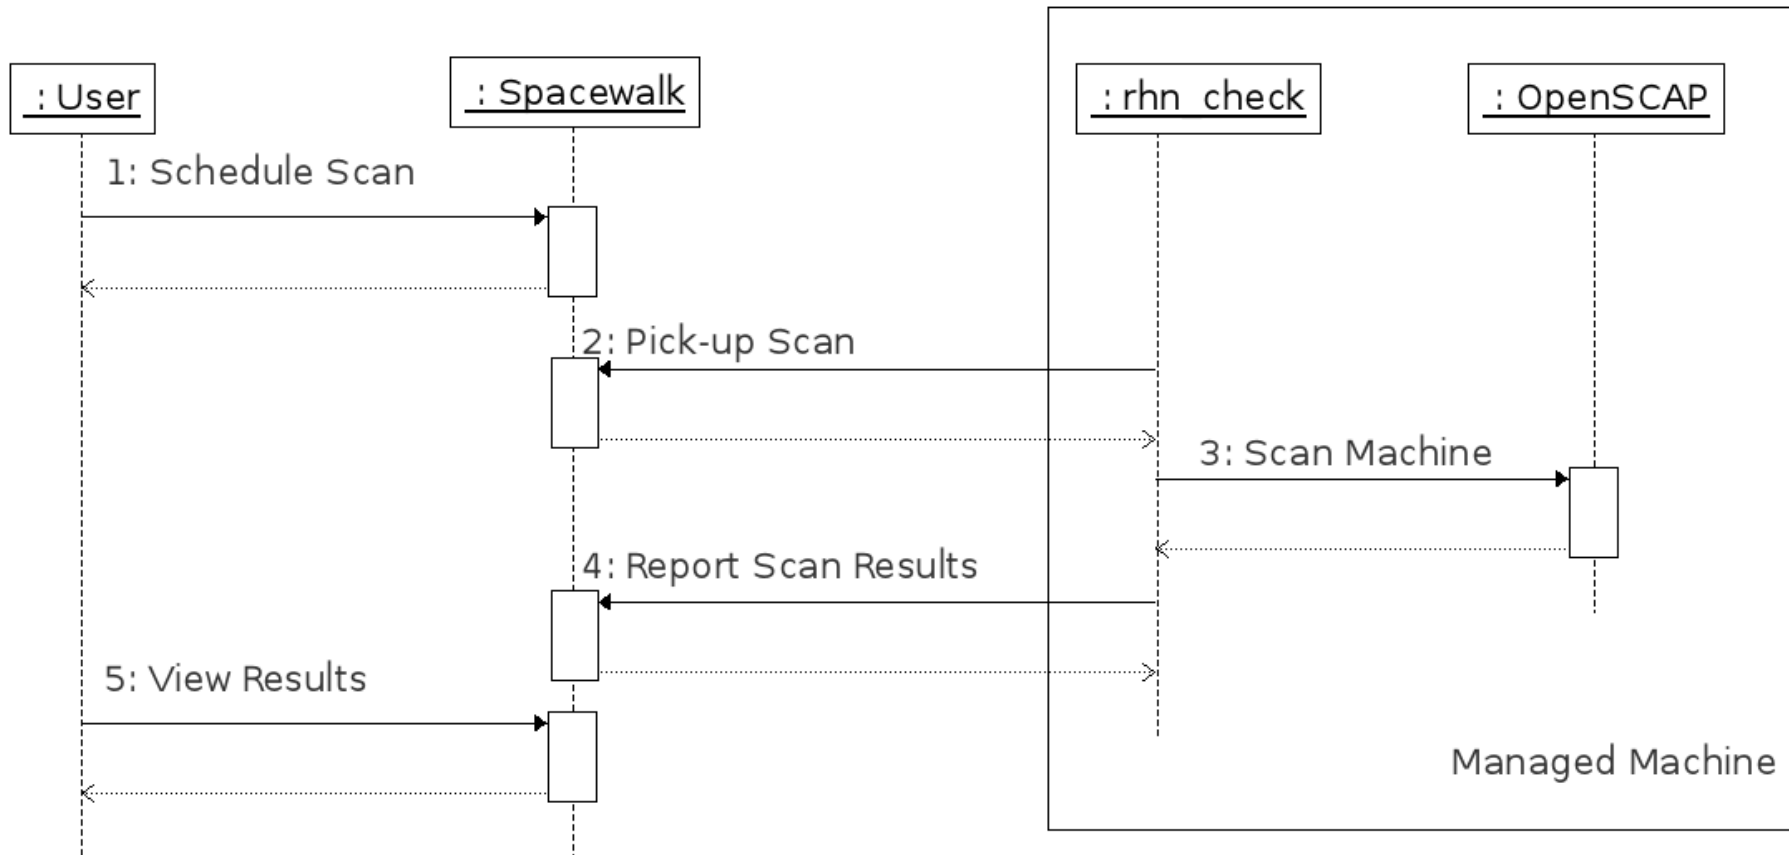 : User
: Spacewalk
: rhn_check
: OpenSCAP
1: Schedule Scan
2: Pick-up Scan
3: Scan Machine
4: Report Scan Results
5: View Results
Managed Machine